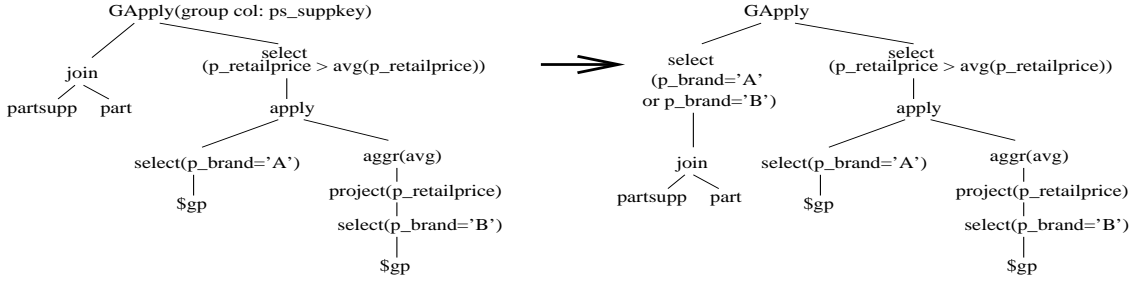 GApply(group col: ps_suppkey)
select
(p_retailprice > avg(p_retailprice))
join
partsupp part
apply
select(p_brand=’A’)
$gp
aggr(avg)
project(p_retailprice)
select(p_brand=’B’)
$gp
GApply
select
(p_brand=’A’
or p_brand=’B’)
join
partsupp part
select
(p_retailprice > avg(p_retailprice))
apply
select(p_brand=’A’)
$gp
aggr(avg)
project(p_retailprice)
select(p_brand=’B’)
$gp